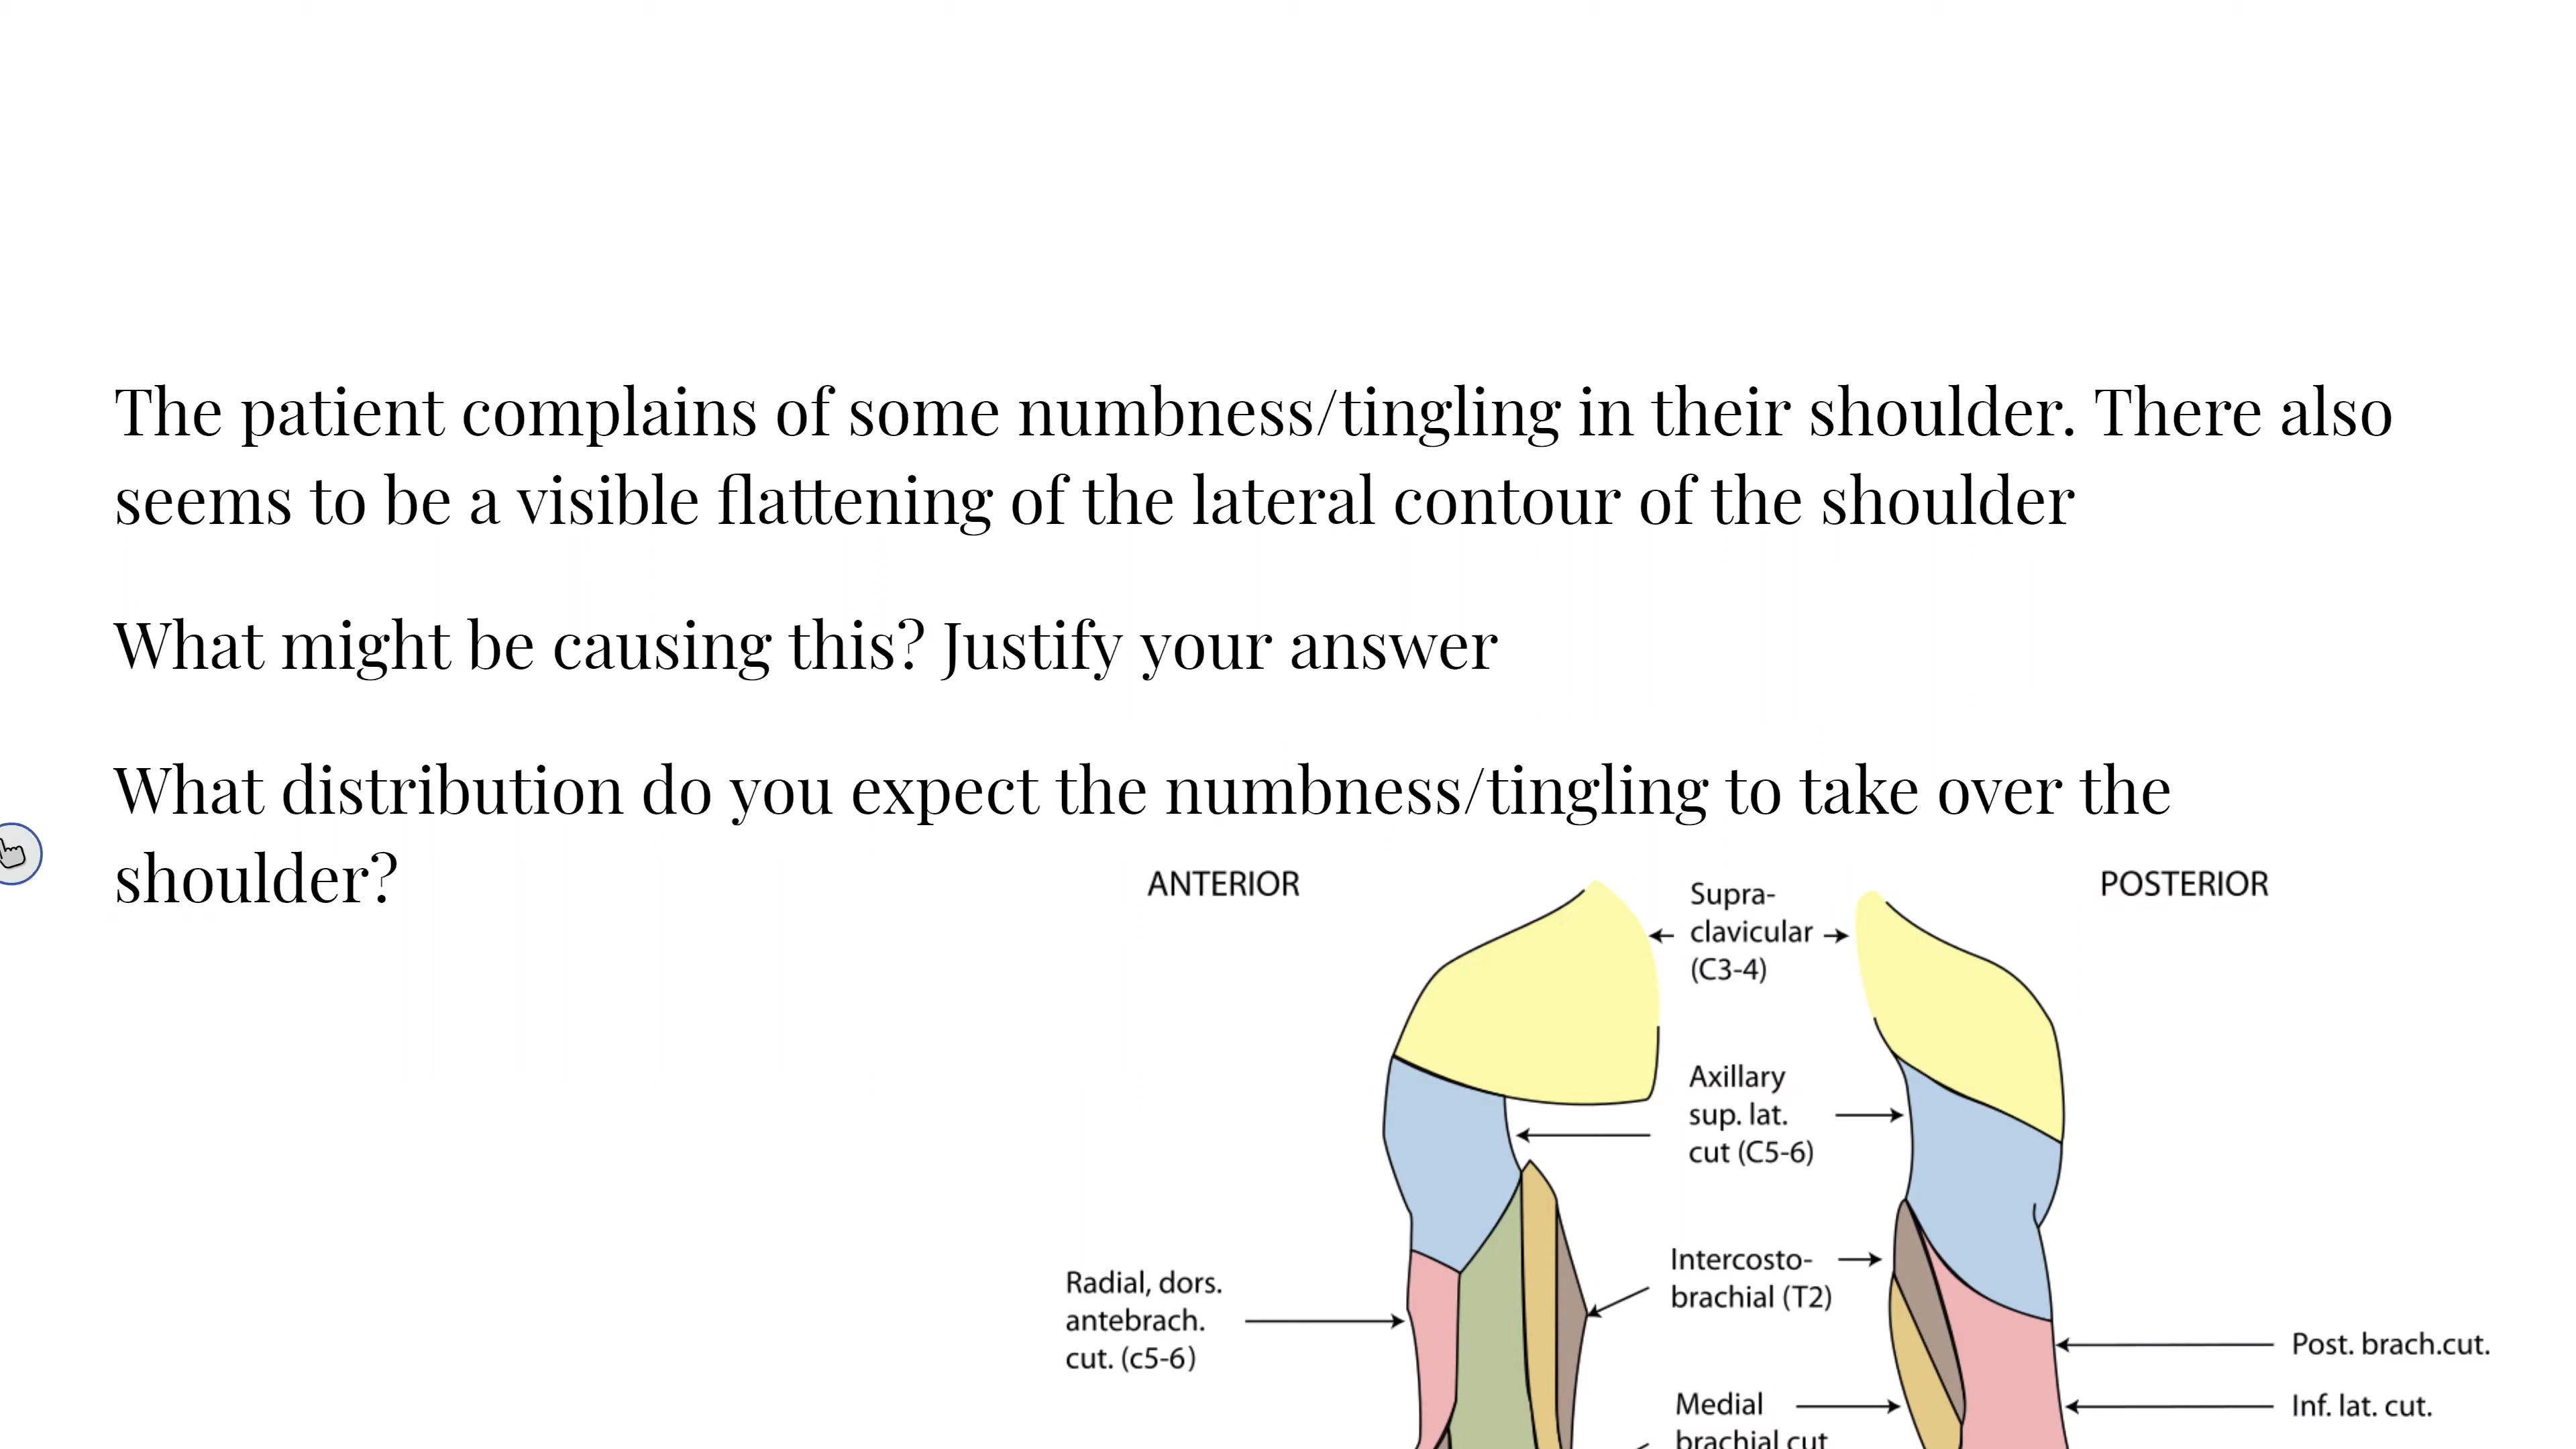 The patient complains of some numbness/tingling in their shoulder. There also
seems to be a visible flattening of the lateral contour of the shoulder
What might be causing this? Justify your answer
What distribution do you expect the numbness/tingling to take over the
shoulder?
ANTERIOR
POSTERIOR
Supra-
clavicular
(C3-4)
Axillary
sup. lat.
cut (C5-6)
Intercosto-
brachial (T2)
Radial, dors.
antebrach.
cut. (c5-6)
Post. brach.cut.
Inf. lat. cut.
Medial
brachial cut